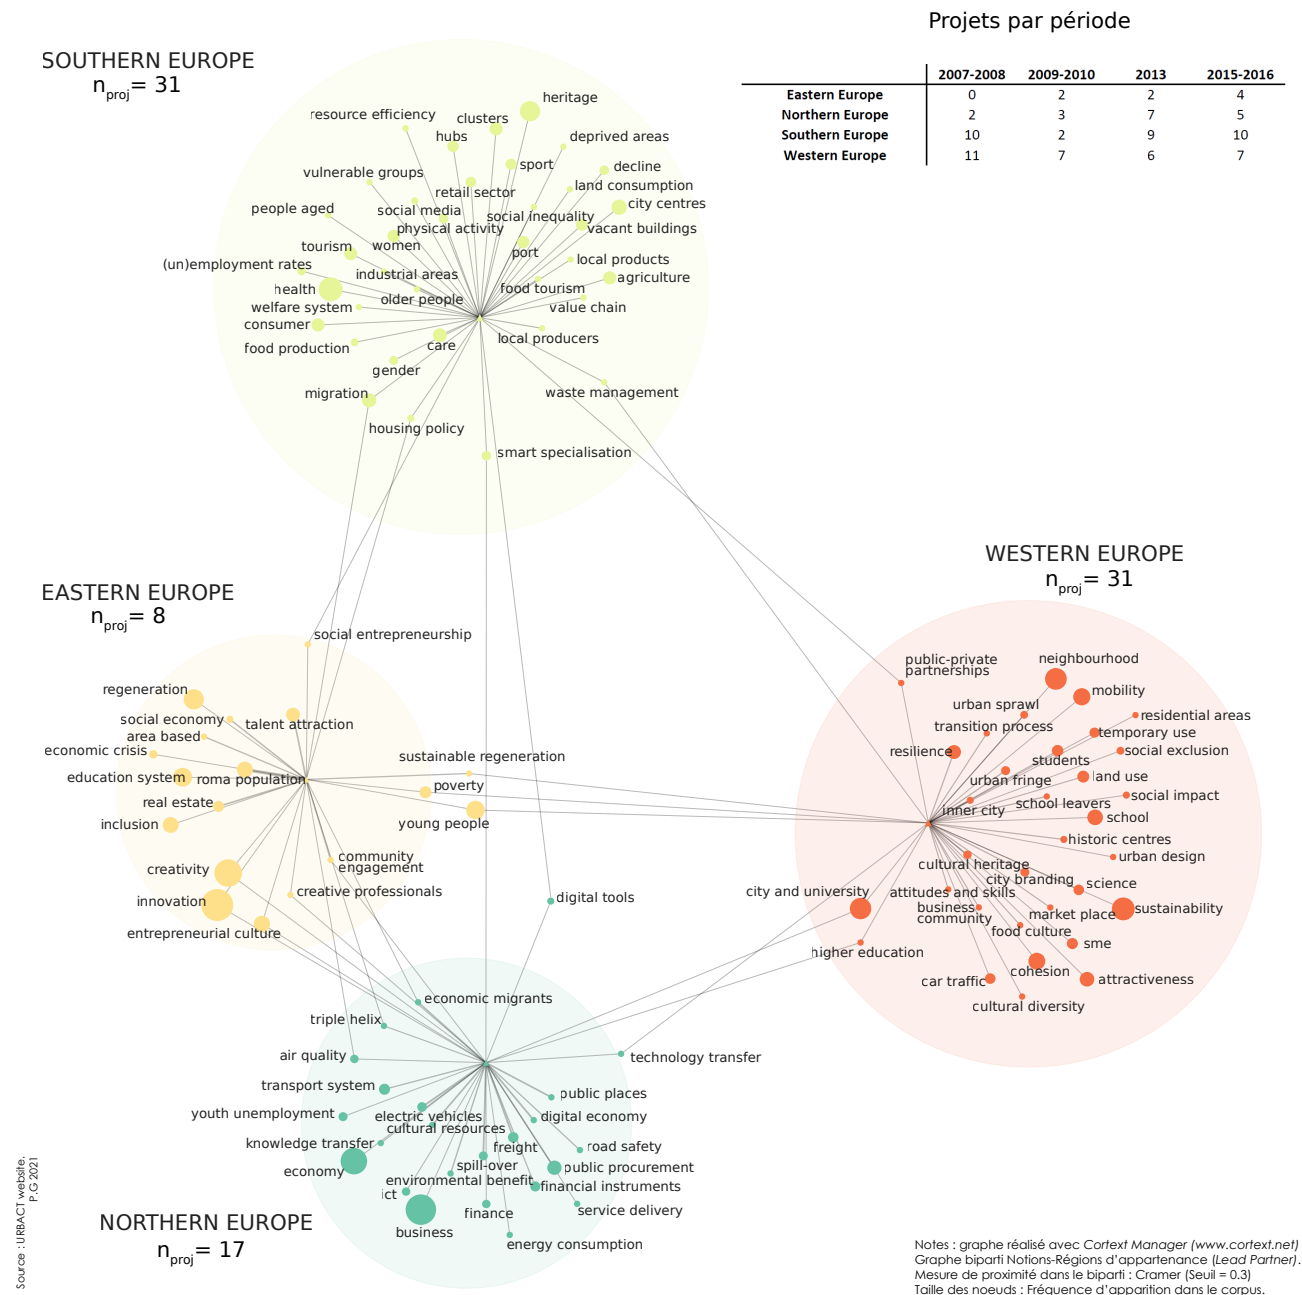 Projets par période
2007-2008 2009-2010 2013 2015-2016
Eastern Europe 0 2 2 4
Northern Europe 2 3 7 5
Southern Europe 10 2 9 10
Western Europe 11 7 6 7
SOUTHERN EUROPE
nproj= 31
heritage
resource efficiency
clusters
hubs
deprived areas
sport
decline
vulnerable groups
retail sector
land consumption
people aged
social media
city centres
social inequality
physical activity
vacant buildings
women
tourism
port
(un)employment rates
local products
industrial areas
agriculture
health
food tourism
older people
welfare system
value chain
consumer
local producers
food production
care
gender
migration
waste management
housing policy
smart specialisation
WESTERN EUROPE
nproj= 31
public-private
partnerships
neighbourhood
mobility
urban sprawl
residential areas
transition process
temporary use
resilience
social exclusion
students
urban fringe
land use
school leavers
social impact
inner city
school
historic centres
urban design
cultural heritage
city branding
science
city and university
attitudes and skills
business
community
market place
sustainability
food culture
sme
higher education
cohesion
car traffic
attractiveness
cultural diversity
EASTERN EUROPE
nproj= 8
social entrepreneurship
regeneration
social economy
talent attraction
area based
economic crisis
sustainable regeneration
education system
roma population
poverty
real estate
young people
inclusion
community
engagement
creativity
creative professionals
innovation
entrepreneurial culture
digital tools
economic migrants
triple helix
air quality
technology transfer
transport system
public places
youth unemployment
electric vehicles
digital economy
cultural resources
knowledge transfer
freight
road safety
economy
spill-over
public procurement
environmental benefit
ict
financial instruments
finance
service delivery
business
energy consumption
NORTHERN EUROPE
nproj= 17
Source : URBACT website.
P.G 2021
Notes : graphe réalisé avec Cortext Manager (www.cortext.net)
Graphe biparti Notions-Régions d'appartenance (Lead Partner).
Mesure de proximité dans le biparti : Cramer (Seuil = 0.3)
Taille des noeuds : Fréquence d'apparition dans le corpus.